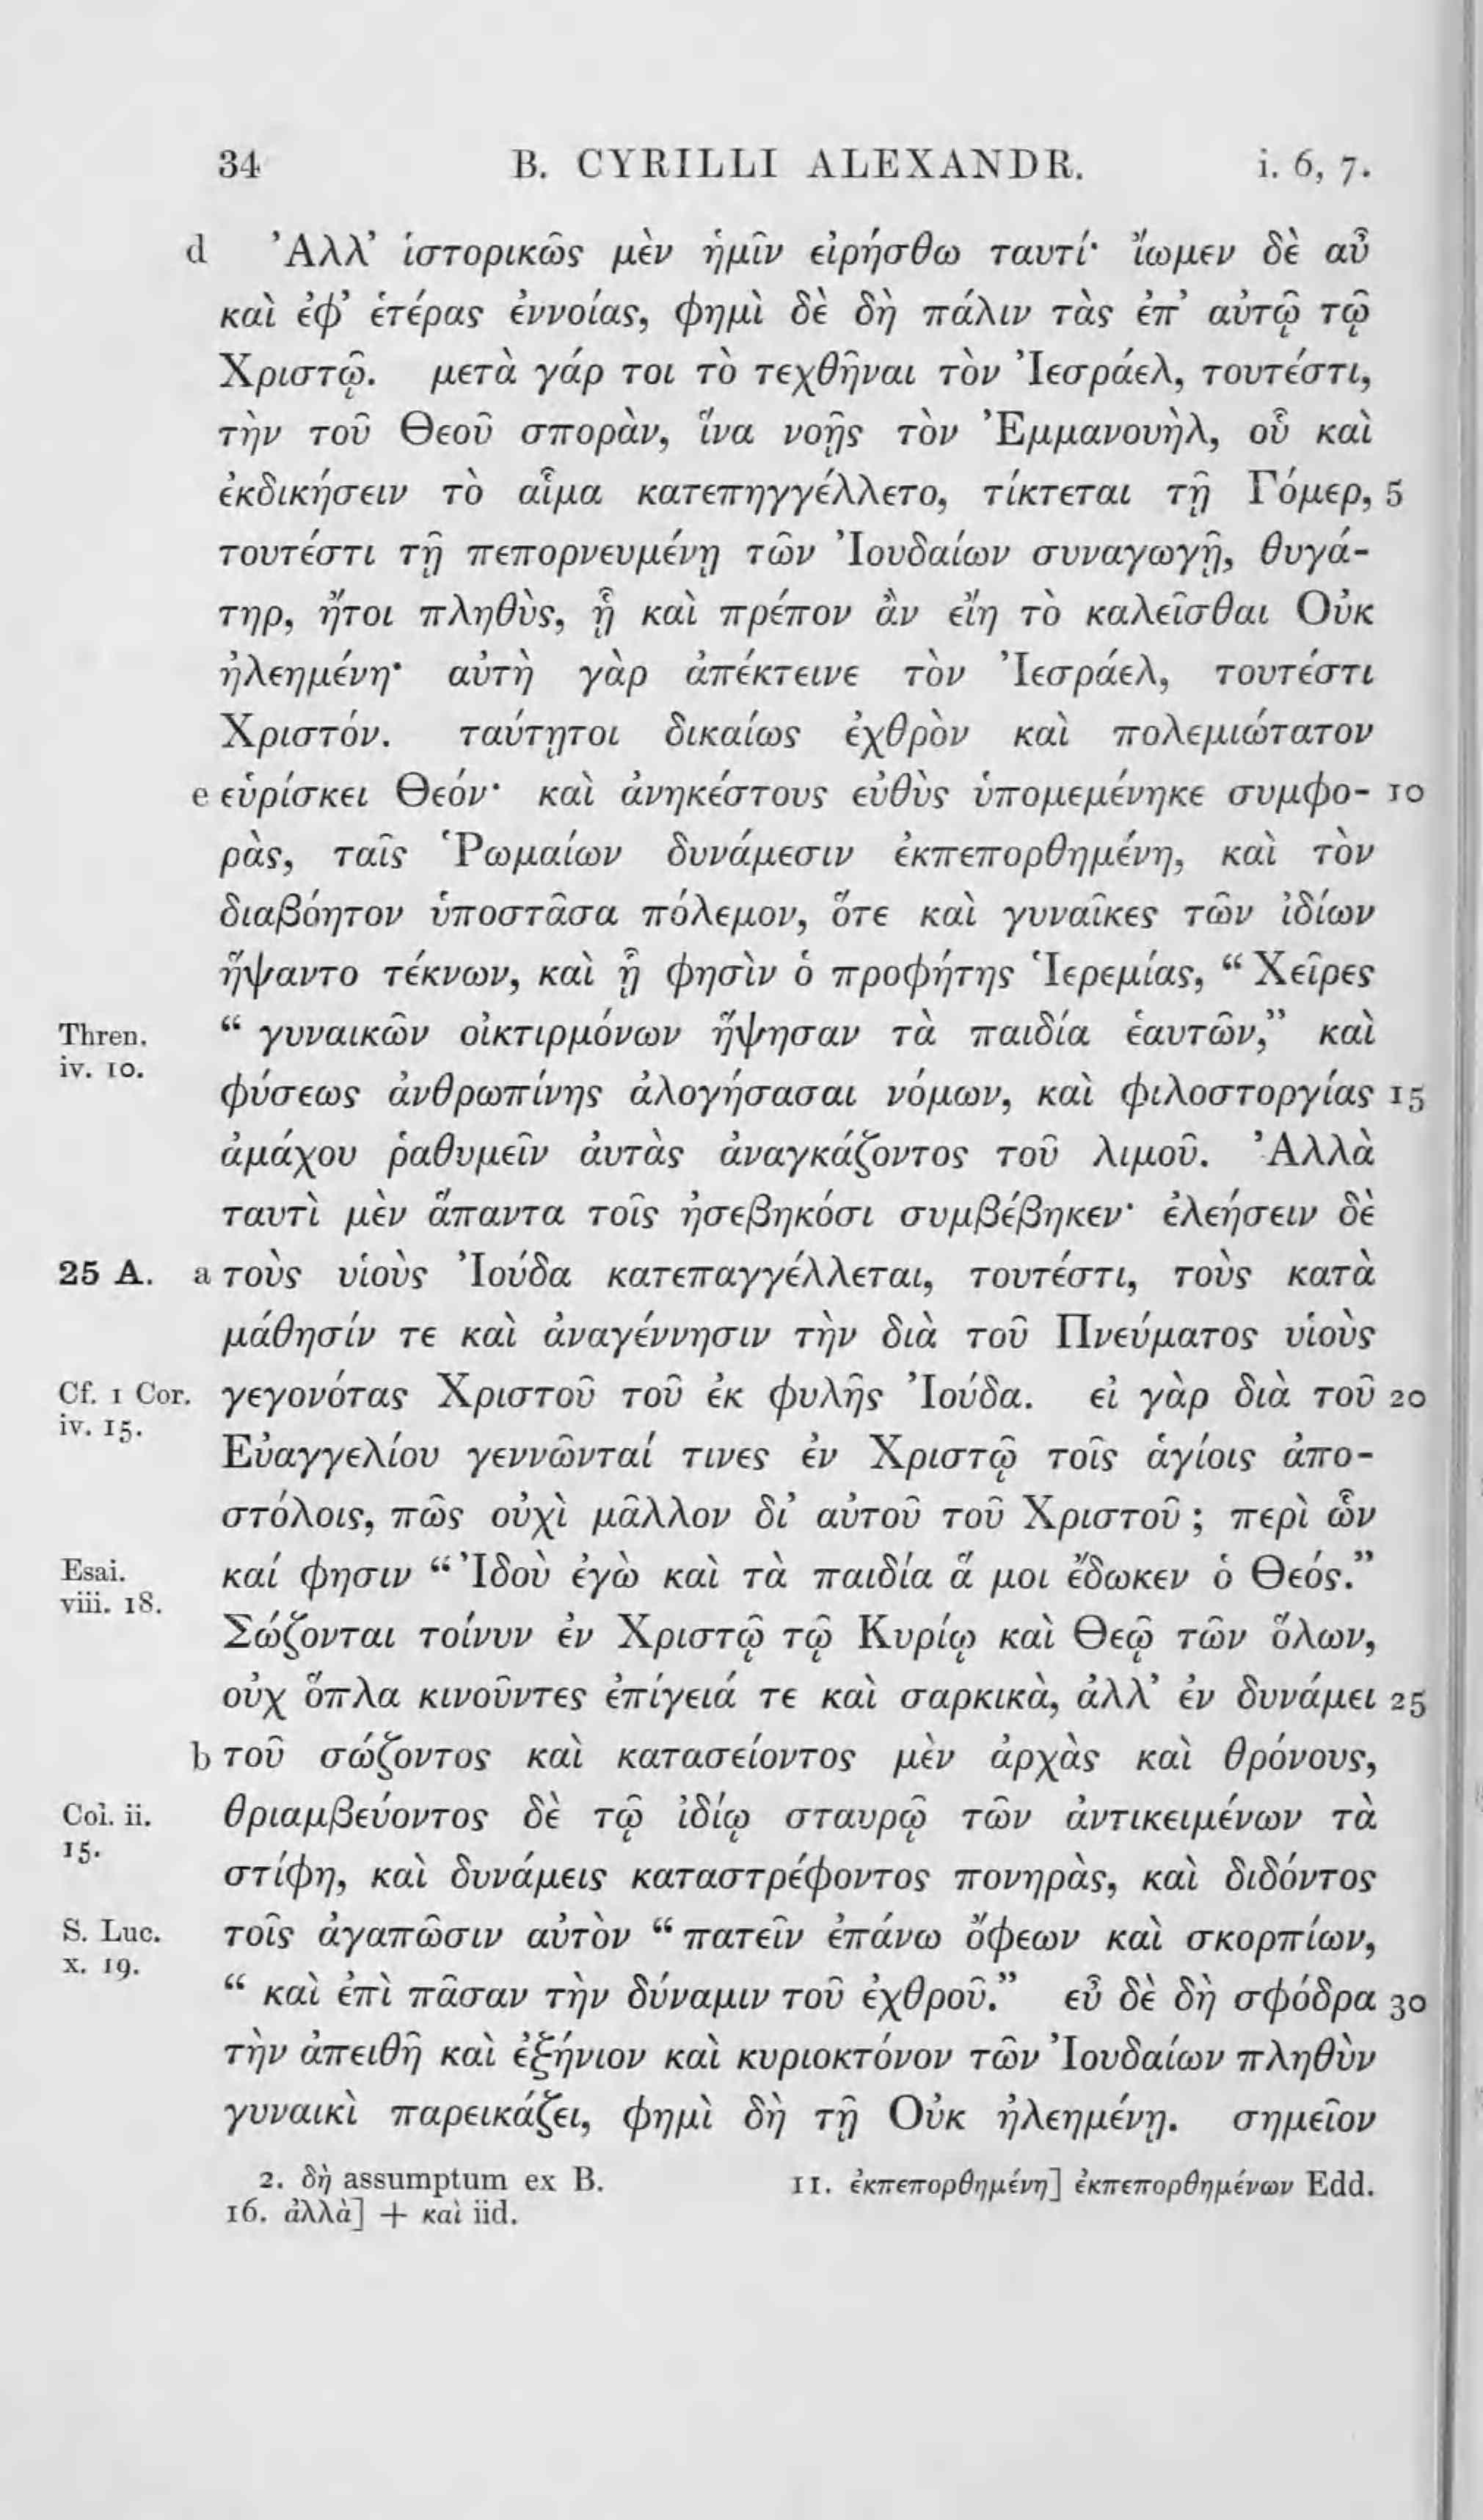 34 B. CYRILLI ALEXANDR. i. 6, 7.
d Ἀλλ’ ἱστορικῶς μὲν ἡμῖν εἰρήσθω ταυτί· ἴωμεν δὲ αὖ
καὶ ἐφ’ ἑτέρας ἐννοίας, φημὶ δὲ δὴ πάλιν τὰς ἐπ’ αὐτῷ τῷ
Χριστῷ. μετὰ γάρ τοι τὸ τεχθῆναι τὸν Ἰεσράελ, τουτέστι,
τὴν τοῦ Θεοῦ σπορὰν, ἵνα νοῇς τὸν Ἐμμανουὴλ, οὗ καὶ
ἐκδικήσειν τὸ αἷμα κατεπηγγέλλετο, τίκτεται τῇ Γόμερ, 5
τουτέστι τῇ πεπορνευμένῃ τῶν Ἰουδαίων συναγωγῇ, θυγά-
τηρ, ἤτοι πληθὺς, ᾗ καὶ πρέπον ἂν εἴη τὸ καλεῖσθαι Οὐκ
ἠλεημένη· αὐτὴ γὰρ ἀπέκτεινε τὸν Ἰεσράελ, τουτέστι
Χριστόν. ταύτῃτοι δικαίως ἐχθρὸν καὶ πολεμιώτατον
e εὑρίσκει Θεόν· καὶ ἀνηκέστους εὐθὺς ὑπομεμένηκε συμφο- 10
ρὰς, ταῖς Ῥωμαίων δυνάμεσιν ἐκπεπορθημένη, καὶ τὸν
διαβόητον ὑποστᾶσα πόλεμον, ὅτε καὶ γυναῖκες τῶν ἰδίων
ἥψαντο τέκνων, καὶ ᾗ φησὶν ὁ προφήτης Ἱερεμίας, “ Χεῖρες
Thren. iv. 10. “ γυναικῶν οἰκτιρμόνων ἥψησαν τὰ παιδία ἑαυτῶν,” καὶ
φύσεως ἀνθρωπίνης ἀλογήσασαι νόμων, καὶ φιλοστοργίας 15
ἀμάχου ῥαθυμεῖν ἀυτὰς ἀναγκάζοντος τοῦ λιμοῦ. Ἀλλὰ
ταυτὶ μὲν ἅπαντα τοῖς ἠσεβηκόσι συμβέβηκεν· ἐλεήσειν δὲ
25 A. a τοὺς υἱοὺς Ἰούδα κατεπαγγέλλεται, τουτέστι, τοὺς κατὰ
μάθησίν τε καὶ ἀναγέννησιν τὴν διὰ τοῦ Πνεύματος υἱοὺς
Cf. 1 Cor. iv. 15. γεγονότας Χριστοῦ τοῦ ἐκ φυλῆς Ἰούδα. εἰ γὰρ διὰ τοῦ 20
Εὐαγγελίου γεννῶνταί τινες ἐν Χριστῷ τοῖς ἁγίοις ἀπο-
στόλοις, πῶς οὐχὶ μᾶλλον δι’ αὐτοῦ τοῦ Χριστοῦ ; περὶ ὧν
Esai. viii. 18. καί φησιν “ Ἰδοὺ ἐγὼ καὶ τὰ παιδία ἅ μοι ἔδωκεν ὁ Θεός.”
Σώζονται τοίνυν ἐν Χριστῷ τῷ Κυρίῳ καὶ Θεῷ τῶν ὅλων,
οὐχ ὅπλα κινοῦντες ἐπίγειά τε καὶ σαρκικὰ, ἀλλ’ ἐν δυνάμει 25
b τοῦ σώζοντος καὶ κατασείοντος μὲν ἀρχὰς καὶ θρόνους,
Col. ii. 15. θριαμβεύοντος δὲ τῷ ἰδίῳ σταυρῷ τῶν ἀντικειμένων τὰ
στίφη, καὶ δυνάμεις καταστρέφοντος πονηρὰς, καὶ διδόντος
S. Luc. x. 19. τοῖς ἀγαπῶσιν αὐτὸν “ πατεῖν ἐπάνω ὄφεων καὶ σκορπίων,
“ καὶ ἐπὶ πᾶσαν τὴν δύναμιν τοῦ ἐχθροῦ.” εὖ δὲ δὴ σφόδρα 30
τὴν ἀπειθῆ καὶ ἐξήνιον καὶ κυριοκτόνον τῶν Ἰουδαίων πληθὺν
γυναικὶ παρεικάζει, φημὶ δὴ τῇ Οὐκ ἠλεημένῃ. σημεῖον
2. δὴ assumptum ex B. 11. ἐκπεπορθημένη] ἐκπεπορθημένων Edd.
16. ἀλλὰ] + καὶ iid.